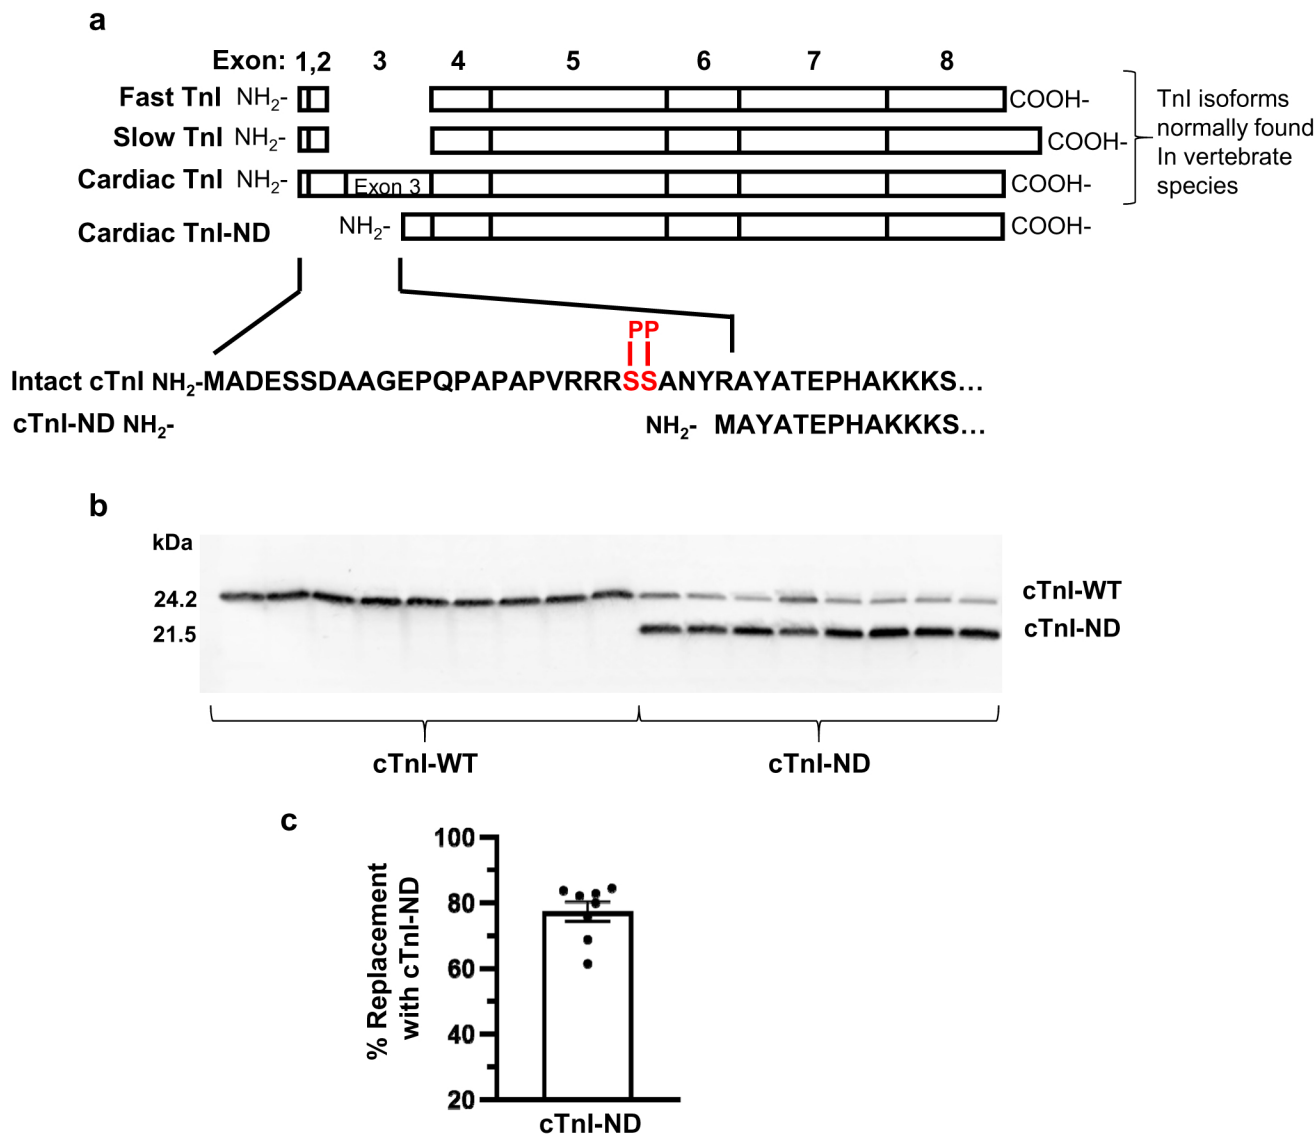 a
Exon: 1,2 3 4 5 6 7 8
Fast TnI NH2- COOH-
Slow TnI NH2- COOH-
Cardiac TnI NH2- Exon 3 COOH-
Cardiac TnI-ND NH2- COOH-
TnI isoforms
normally found
In vertebrate
species
PP
Intact cTnI NH2-MADESSDAAGEPQPAPAPVRRRSSANYRAYATEPHAKKKS...
cTnI-ND NH2- NH2- MAYATEPHAKKKS...
b
kDa
24.2 cTnI-WT
21.5 cTnI-ND
cTnI-WT cTnI-ND
c
% Replacement
with cTnI-ND
100
80
60
40
20
cTnI-ND